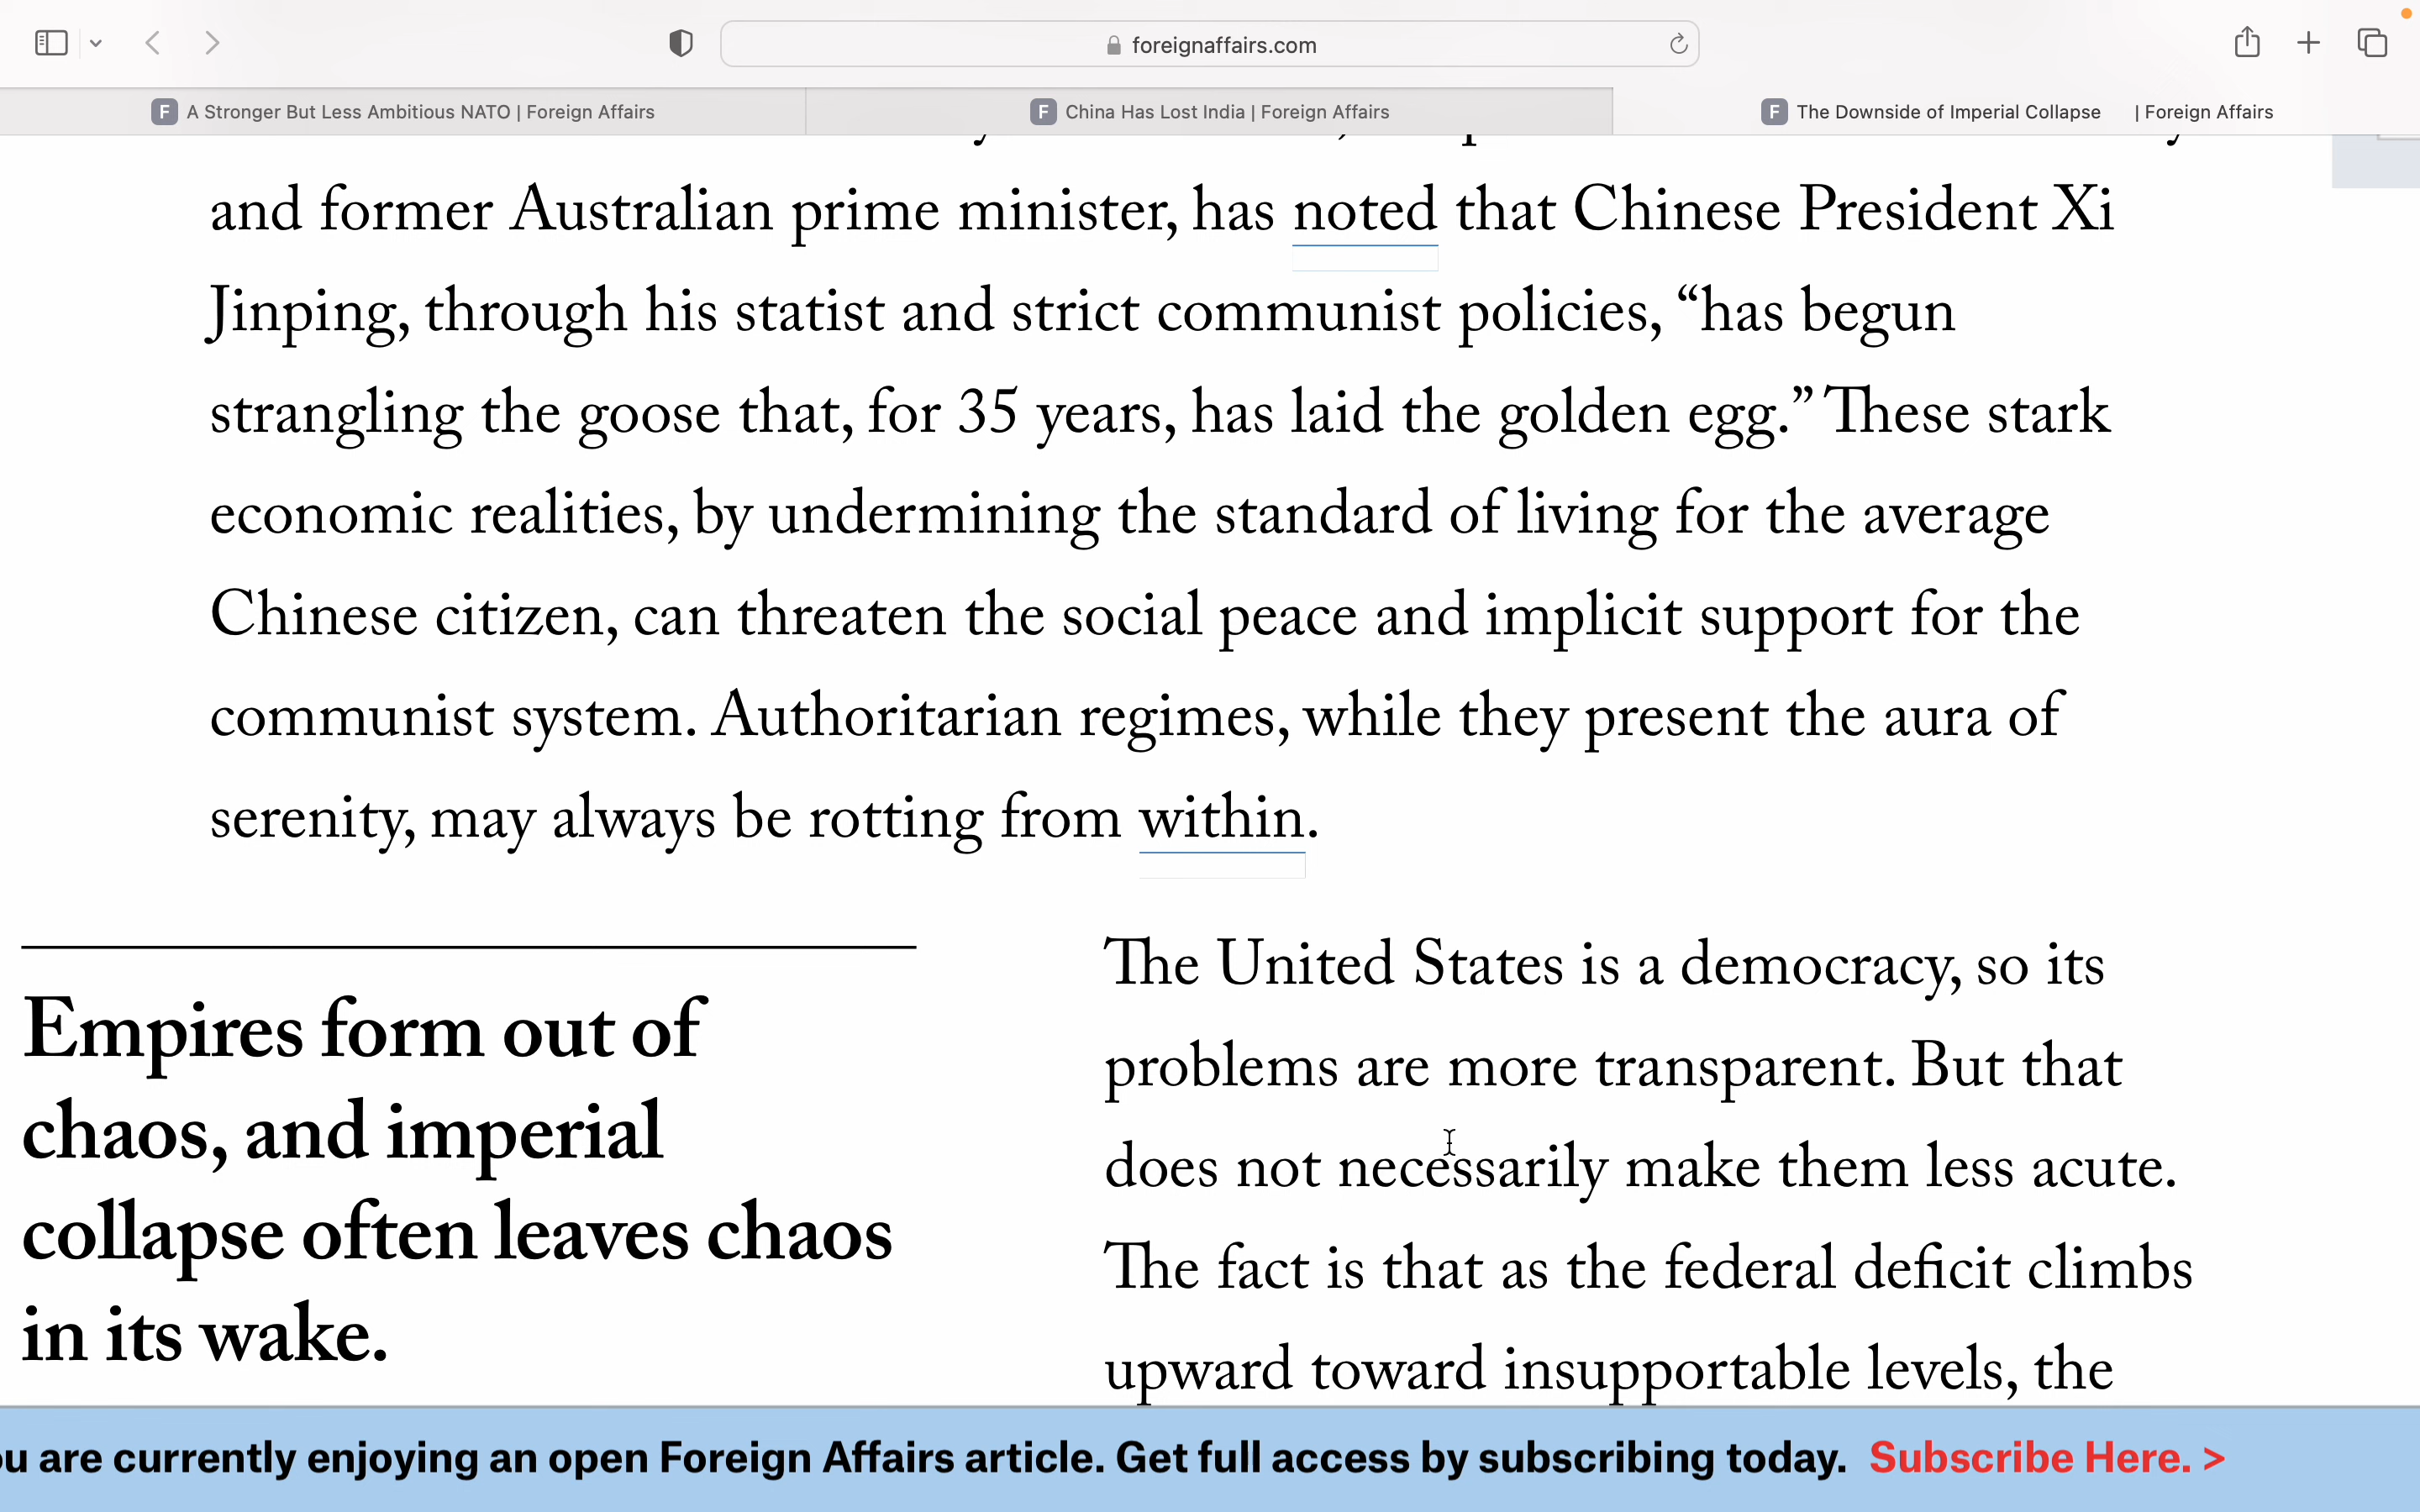 foreignaffairs.com
F A Stronger But Less Ambitious NATO | Foreign Affairs
F China Has Lost India | Foreign Affairs
F The Downside of Imperial Collapse | Foreign Affairs
and former Australian prime minister, has noted that Chinese President Xi
Jinping, through his statist and strict communist policies, “has begun
strangling the goose that, for 35 years, has laid the golden egg.” These stark
economic realities, by undermining the standard of living for the average
Chinese citizen, can threaten the social peace and implicit support for the
communist system. Authoritarian regimes, while they present the aura of
serenity, may always be rotting from within.
Empires form out of
chaos, and imperial
collapse often leaves chaos
in its wake.
The United States is a democracy, so its
problems are more transparent. But that
does not necessarily make them less acute.
The fact is that as the federal deficit climbs
upward toward insupportable levels, the
u are currently enjoying an open Foreign Affairs article. Get full access by subscribing today. Subscribe Here. >